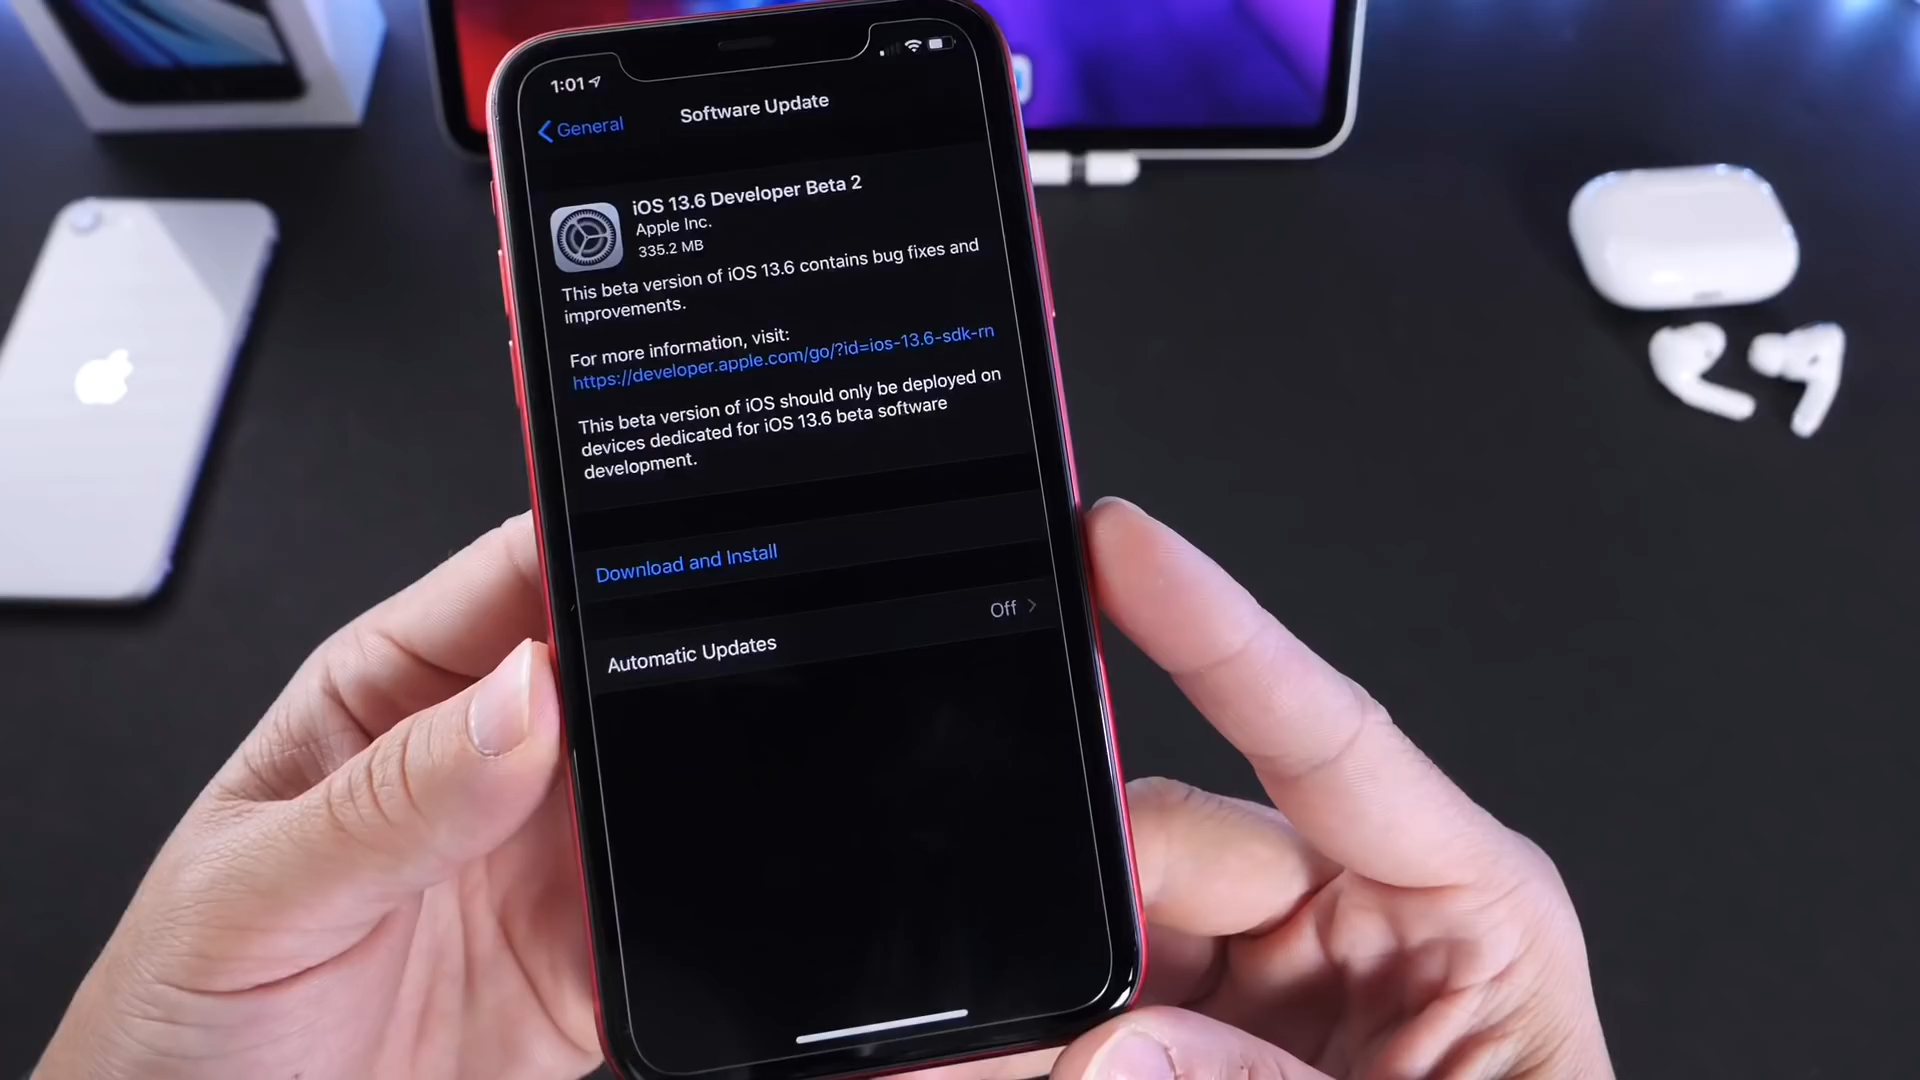 1:01
General
Software Update
iOS 13.6 Developer Beta 2
Apple Inc.
335.2 MB
This beta version of iOS 13.6 contains bug fixes and
improvements.
For more information, visit:
https://developer.apple.com/go/?id=ios-13.6-sdk-rn
This beta version of iOS should only be deployed on
devices dedicated for iOS 13.6 beta software
development.
Download and Install
Automatic Updates
Off